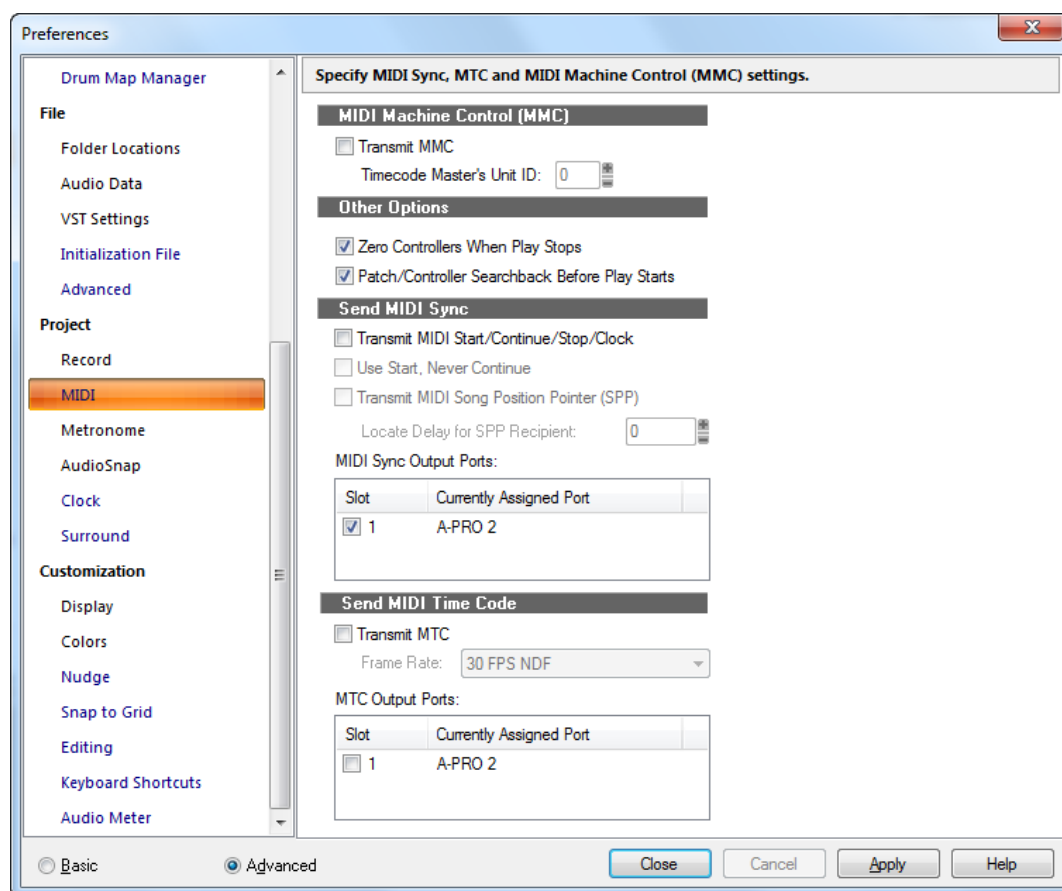 Preferences
Drum Map Manager
File
Folder Locations
Audio Data
VST Settings
Initialization File
Advanced
Project
Record
MIDI
Metronome
AudioSnap
Clock
Surround
Customization
Display
Colors
Nudge
Snap to Grid
Editing
Keyboard Shortcuts
Audio Meter
Specify MIDI Sync, MTC and MIDI Machine Control (MMC) settings.
MIDI Machine Control (MMC)
Transmit MMC
Timecode Master's Unit ID: 0
Other Options
Zero Controllers When Play Stops
Patch/Controller Searchback Before Play Starts
Send MIDI Sync
Transmit MIDI Start/Continue/Stop/Clock
Use Start, Never Continue
Transmit MIDI Song Position Pointer (SPP)
Locate Delay for SPP Recipient: 0
MIDI Sync Output Ports:
Slot Currently Assigned Port
1 A-PRO 2
Send MIDI Time Code
Transmit MTC
Frame Rate: 30 FPS NDF
MTC Output Ports:
Slot Currently Assigned Port
1 A-PRO 2
Basic Advanced Close Cancel Apply Help